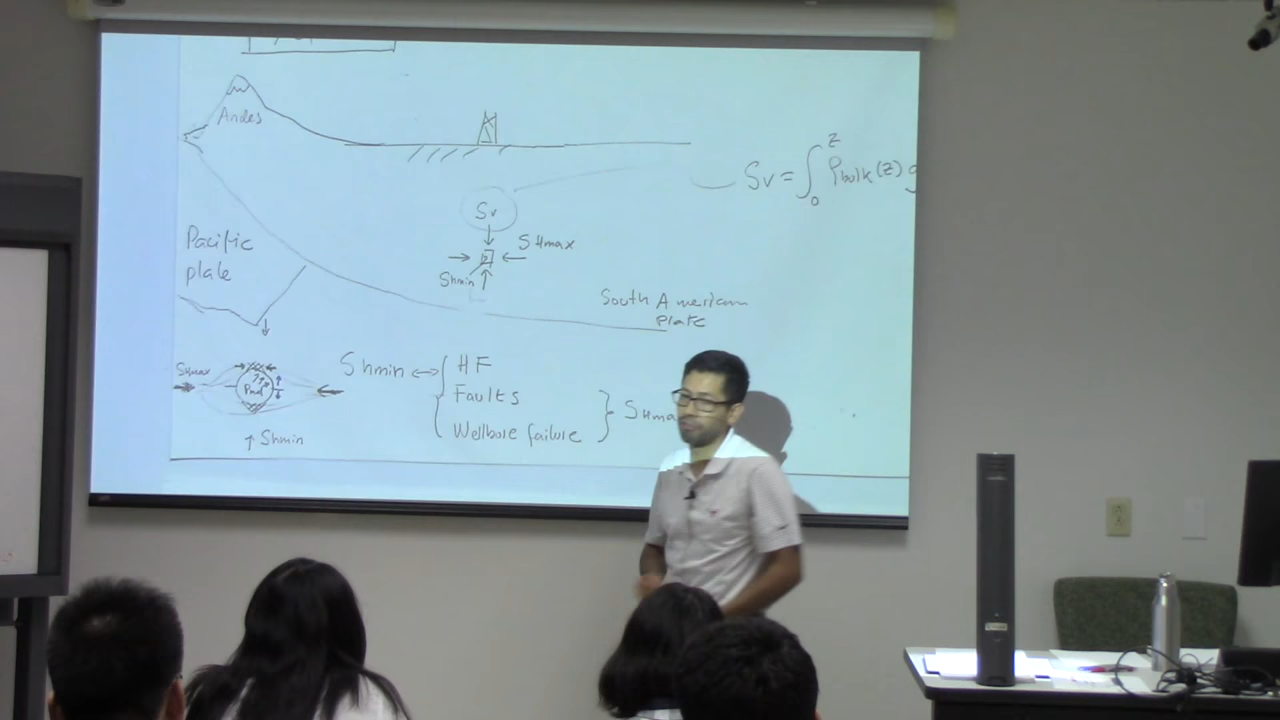 Andes
Sv = ∫₀ᶻ ρbulk(z) g
Sv
SHmax
Shmin
Pacific
plate
South American
Plate
SHmax
Pmud
Shmin
Shmin ↔ { HF
Faults
Wellbore failure } SHma